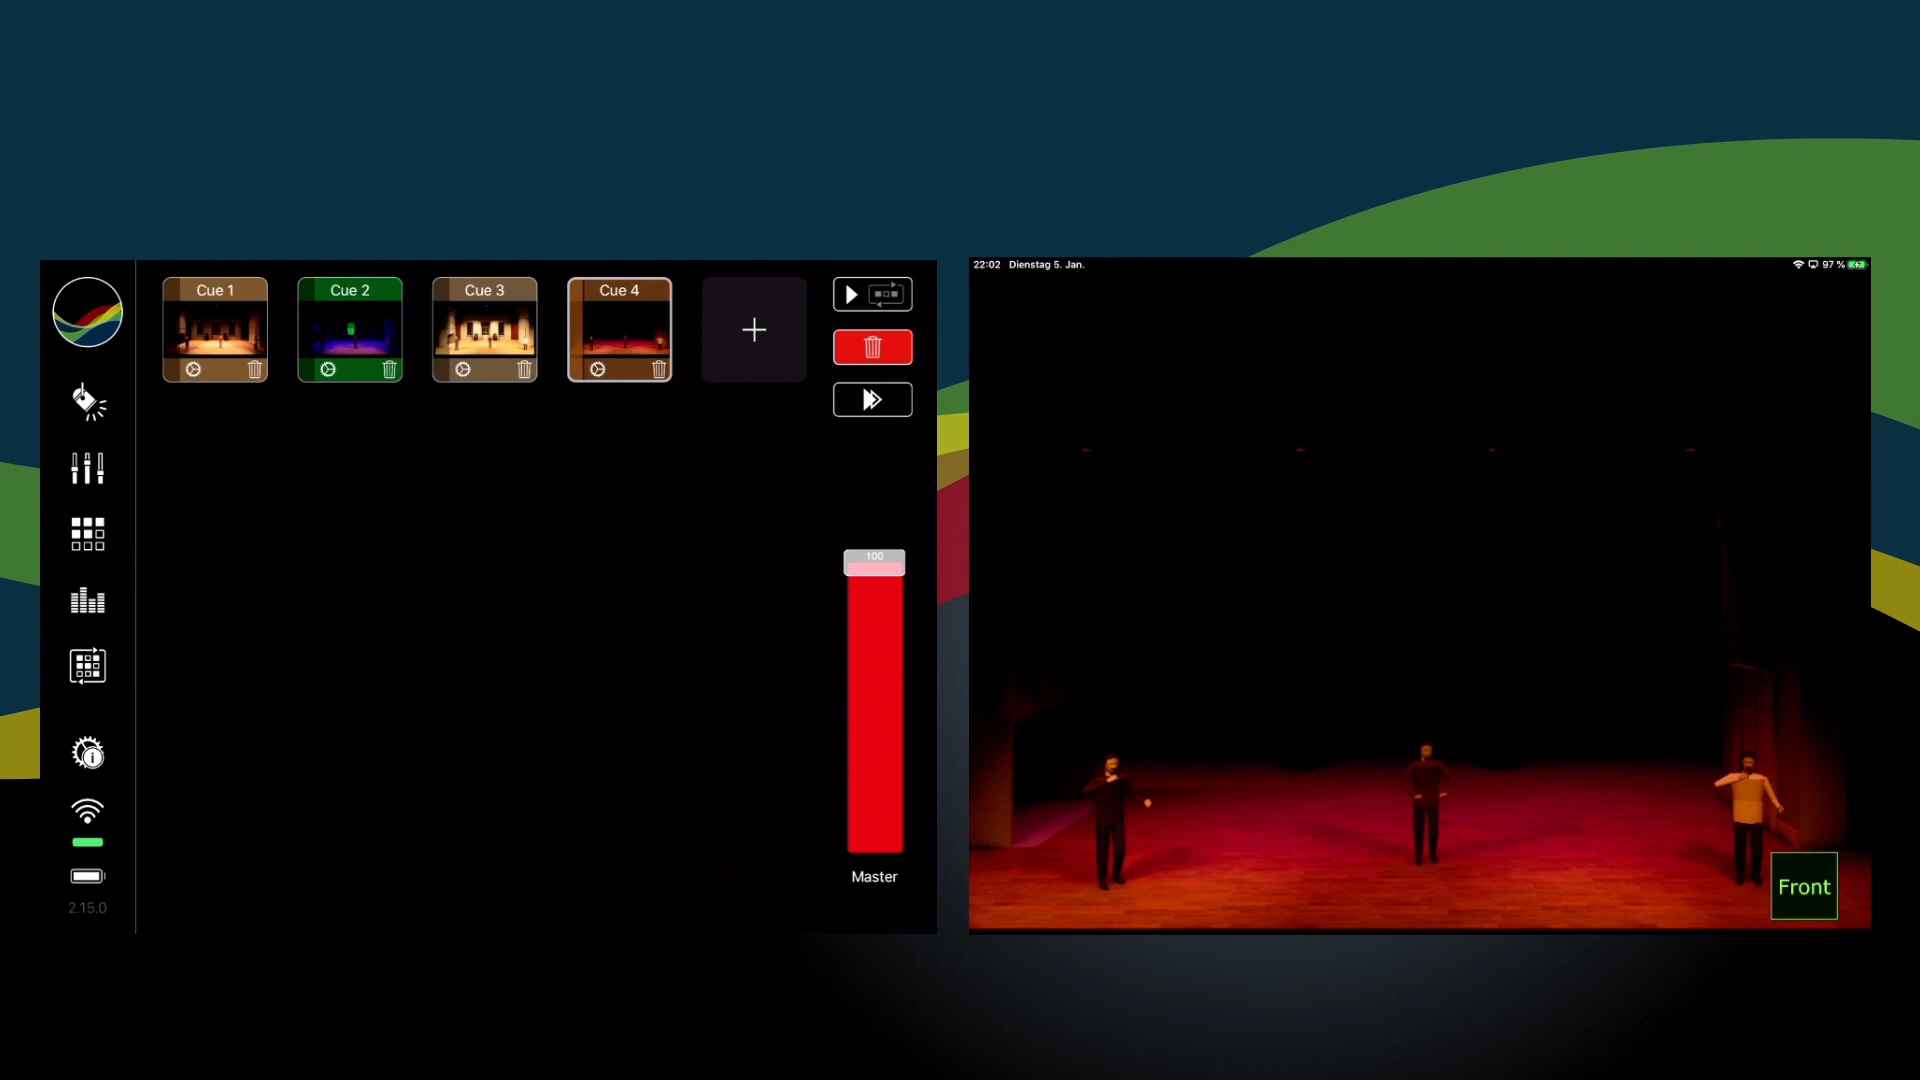 Cue 1
Cue 2
Cue 3
Cue 4
100
Master
2.15.0
22:02 Dienstag 5. Jan.
97 %
Front